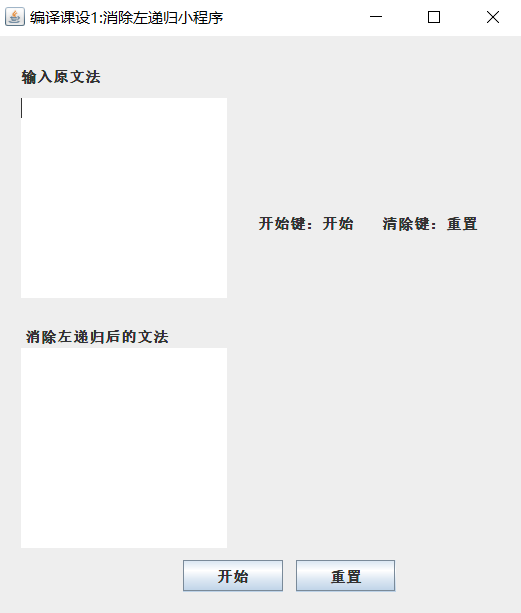 编译课设1:消除左递归小程序
输入原文法
开始键：开始 清除键：重置
消除左递归后的文法
开始 重置